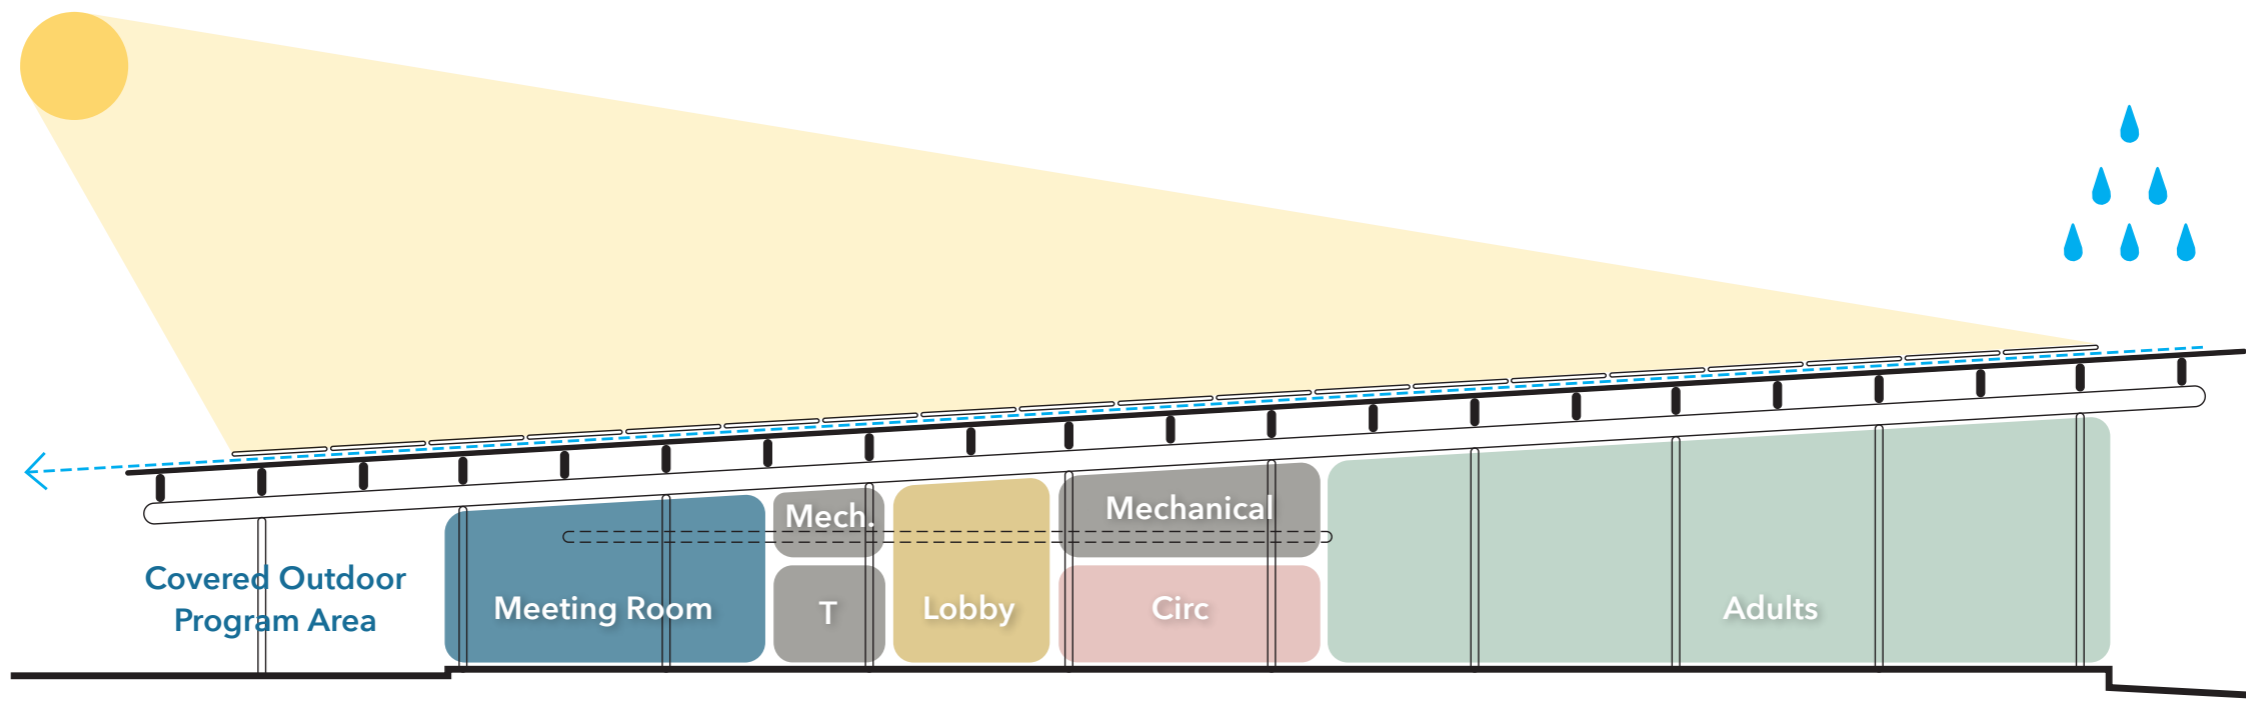 Mech.
Mechanical
Covered Outdoor
Program Area
Meeting Room
T
Lobby
Circ
Adults